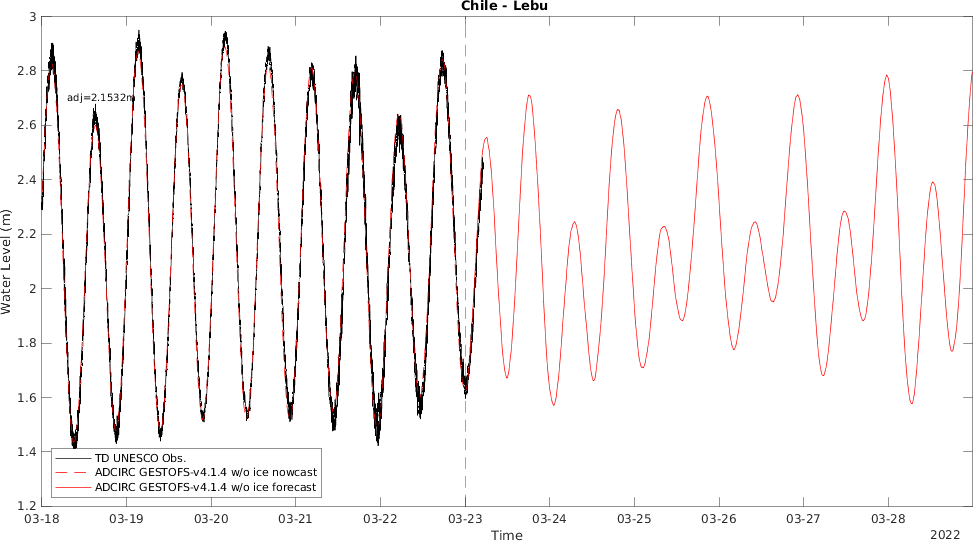 Chile - Lebu
3
2.8
adj=2.1532m
2.6
2.4
2.2
2
1.8
1.6
1.4
1.2
Water Level (m)
TD UNESCO Obs.
ADCIRC GESTOFS-v4.1.4 w/o ice nowcast
ADCIRC GESTOFS-v4.1.4 w/o ice forecast
03-18 03-19 03-20 03-21 03-22 03-23 03-24 03-25 03-26 03-27 03-28
Time
2022